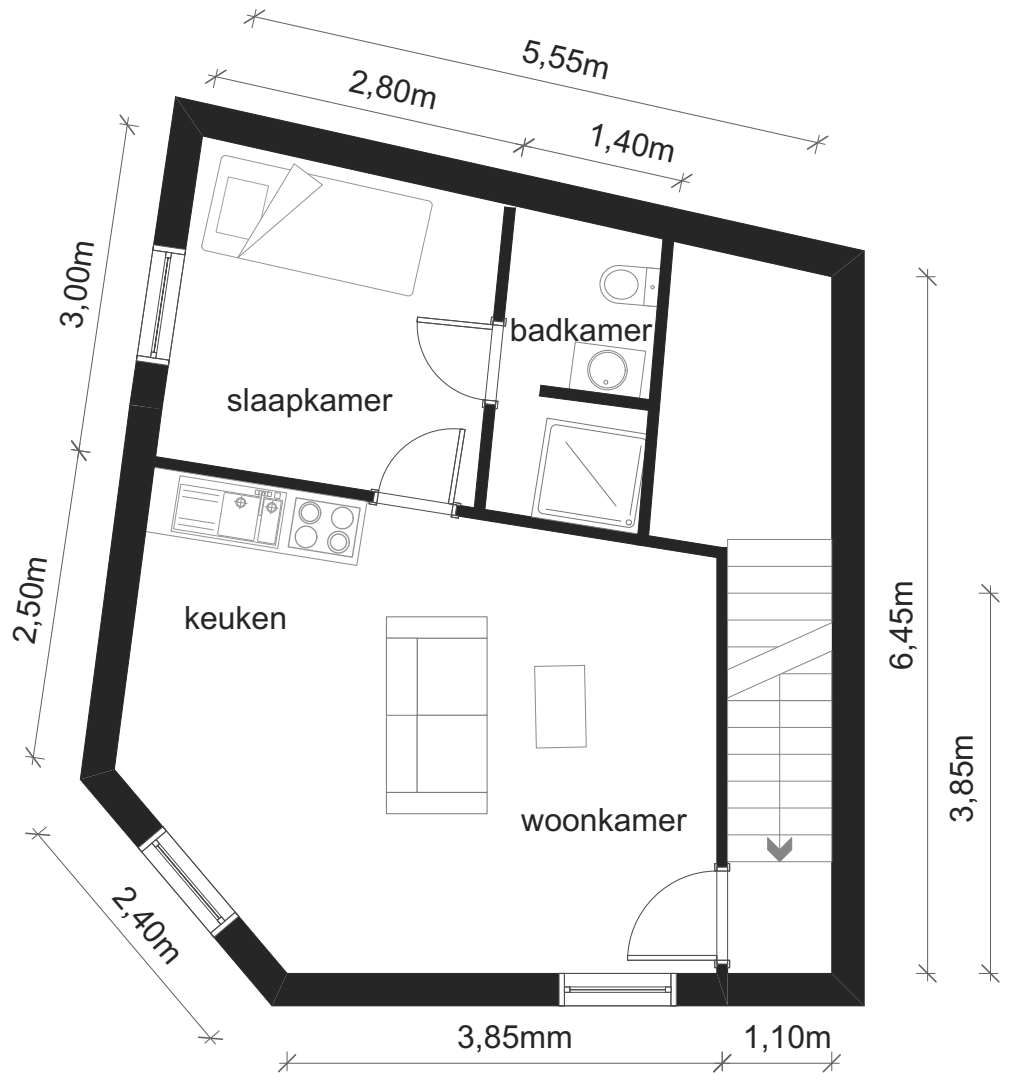 5,55m
2,80m
1,40m
3,00m
badkamer
slaapkamer
2,50m
keuken
6,45m
3,85m
woonkamer
2,40m
3,85mm
1,10m